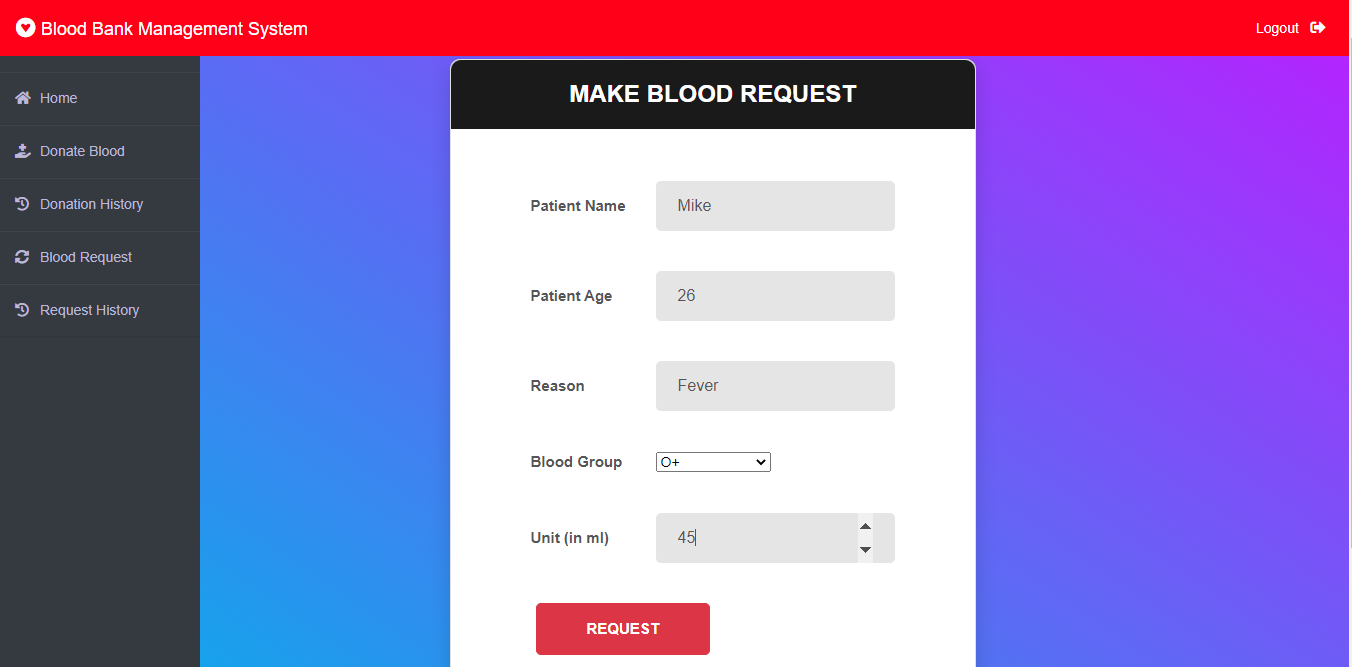 Blood Bank Management System
Logout
Home
Donate Blood
Donation History
Blood Request
Request History
MAKE BLOOD REQUEST
Patient Name Mike
Patient Age 26
Reason Fever
Blood Group O+
Unit (in ml) 45
REQUEST